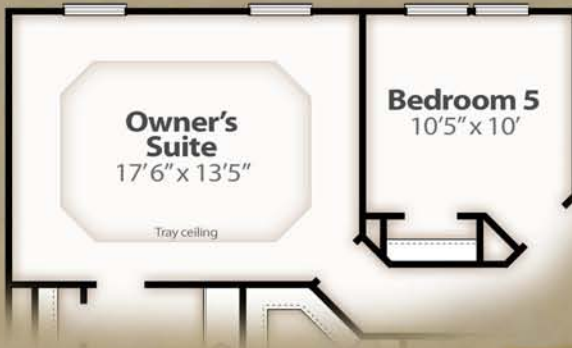 Owner's
Suite
17'6" x 13'5"
Tray ceiling
Bedroom 5
10'5" x 10'